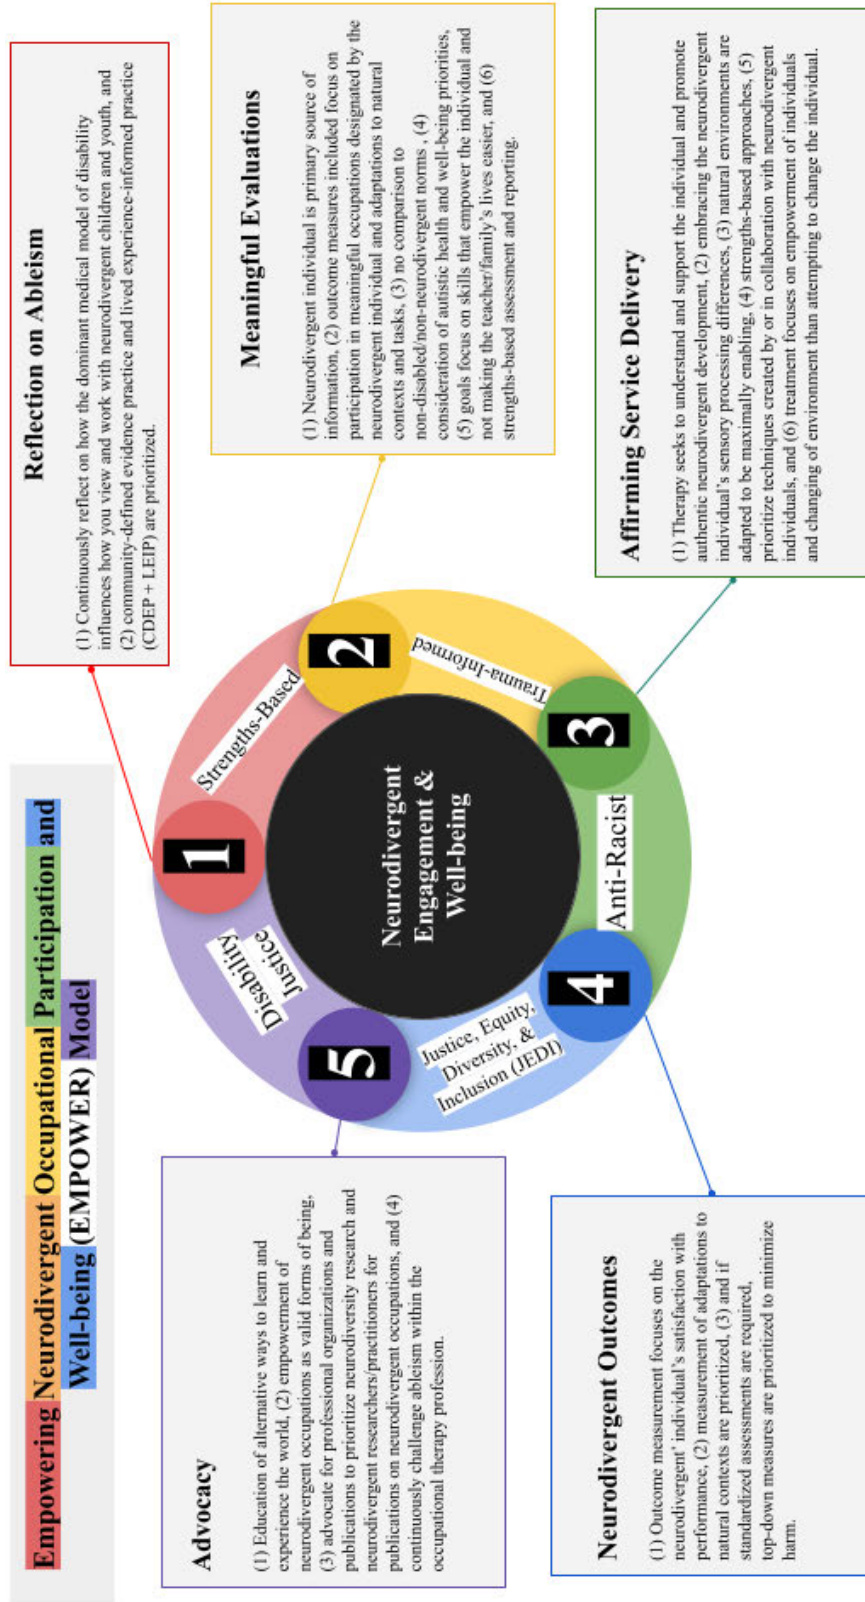 Empowering Neurodivergent Occupational Participation and
Well-being (EMPOWER) Model
Reflection on Ableism
(1) Continuously reflect on how the dominant medical model of disability
influences how you view and work with neurodivergent children and youth, and
(2) community-defined evidence practice and lived experience-informed practice
(CDEP + LEIP) are prioritized.
Meaningful Evaluations
(1) Neurodivergent individual is primary source of
information, (2) outcome measures included focus on
participation in meaningful occupations designated by the
neurodivergent individual and adaptations to natural
contexts and tasks, (3) no comparison to
non-disabled/non-neurodivergent norms , (4)
consideration of autistic health and well-being priorities,
(5) goals focus on skills that empower the individual and
not making the teacher/family's lives easier, and (6)
strengths-based assessment and reporting.
Affirming Service Delivery
(1) Therapy seeks to understand and support the individual and promote
authentic neurodivergent development, (2) embracing the neurodivergent
individual's sensory processing differences, (3) natural environments are
adapted to be maximally enabling, (4) strengths-based approaches, (5)
prioritize techniques created by or in collaboration with neurodivergent
individuals, and (6) treatment focuses on empowerment of individuals
and changing of environment than attempting to change the individual.
Neurodivergent Outcomes
(1) Outcome measurement focuses on the
neurodivergent' individual's satisfaction with
performance, (2) measurement of adaptations to
natural contexts are prioritized, (3) and if
standardized assessments are required,
top-down measures are prioritized to minimize
harm.
Advocacy
(1) Education of alternative ways to learn and
experience the world, (2) empowerment of
neurodivergent occupations as valid forms of being,
(3) advocate for professional organizations and
publications to prioritize neurodiversity research and
neurodivergent researchers/practitioners for
publications on neurodivergent occupations, and (4)
continuously challenge ableism within the
occupational therapy profession.
1
Strengths-Based
2
Trauma-Informed
3
Anti-Racist
4
Justice, Equity,
Diversity, &
Inclusion (JEDI)
5
Disability
Justice
Neurodivergent
Engagement &
Well-being